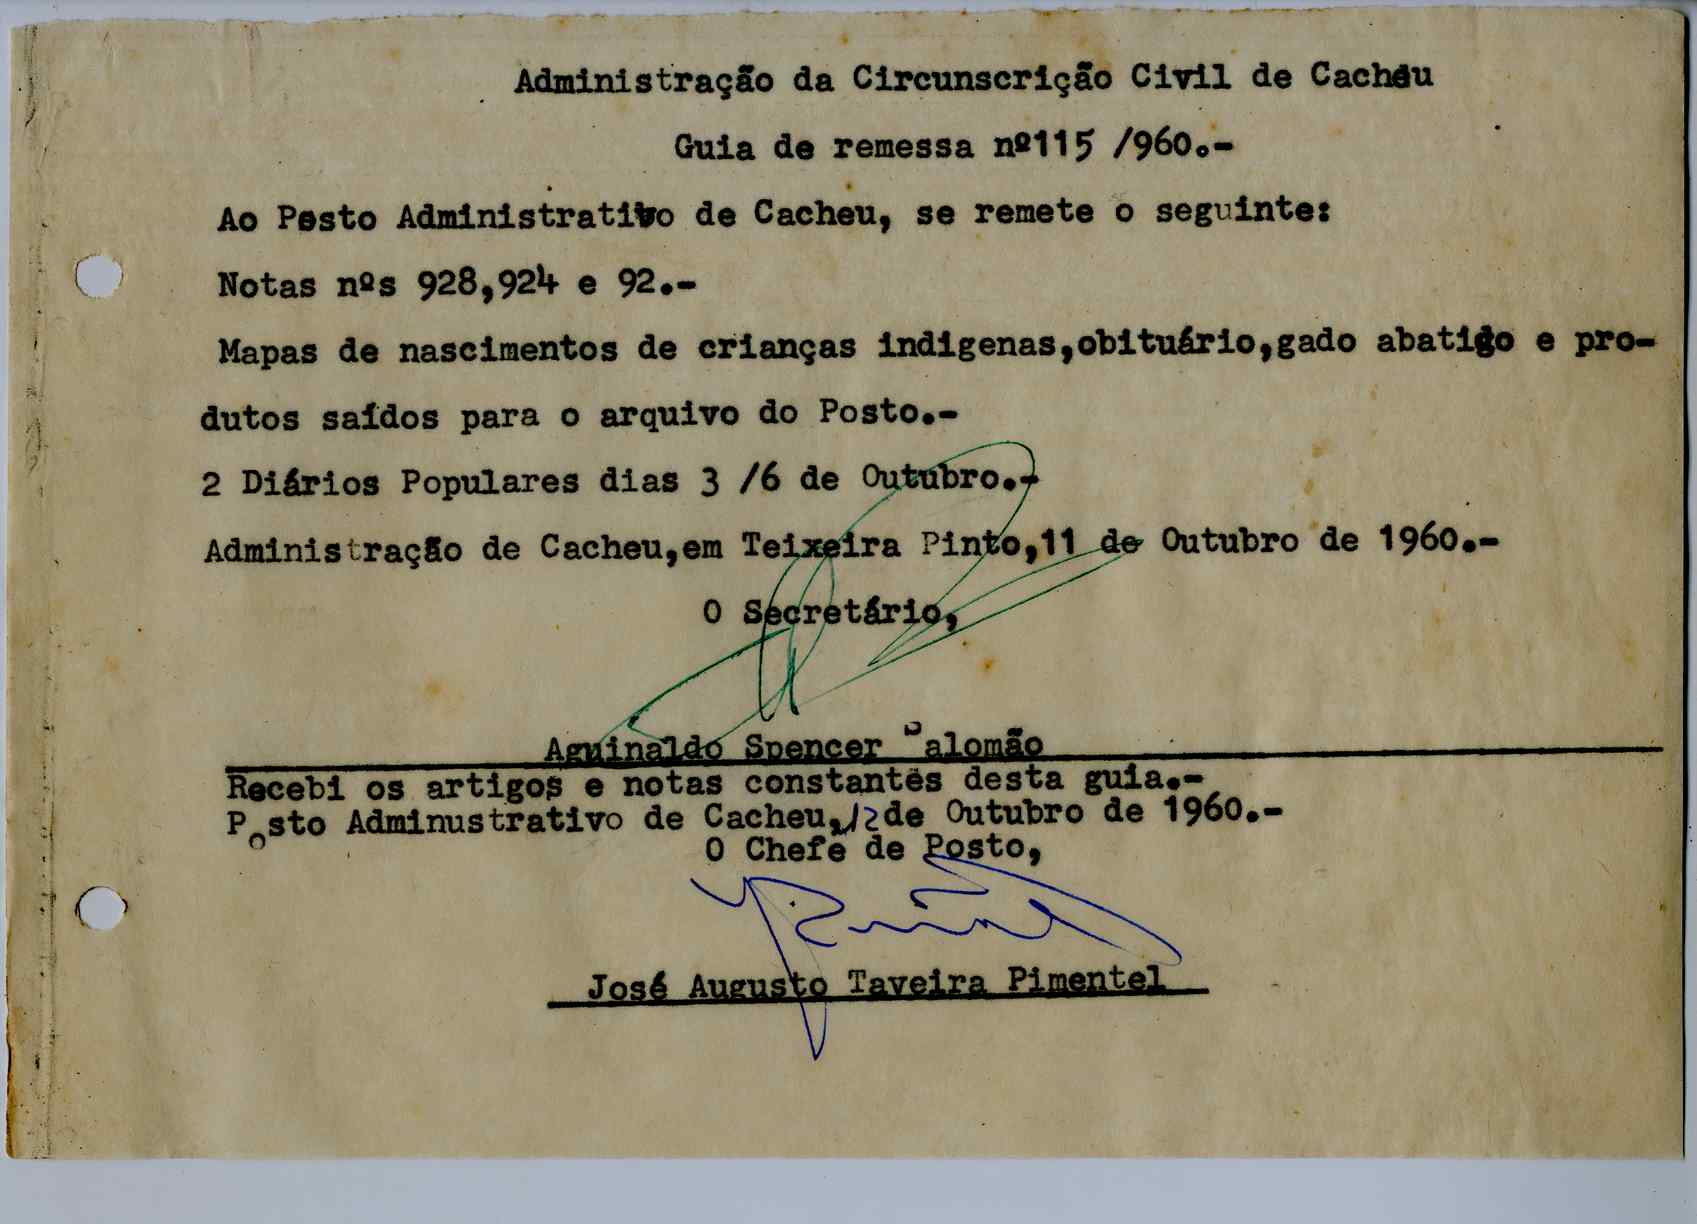 Administração da Circunscrição Civil de Cacheu
Guia de remessa nº115 /960.-
Ao Posto Administrativo de Cacheu, se remete o seguinte:
Notas nºs 928,924 e 92.-
Mapas de nascimentos de crianças indigenas,obituário,gado abatido e pro-
dutos saídos para o arquivo do Posto.-
2 Diários Populares dias 3 /6 de Outubro.-
Administração de Cacheu,em Teixeira Pinto,11 de Outubro de 1960.-
O Secretário,
Aguinaldo Spencer Salomão
Recebi os artigos e notas constantes desta guia.-
Posto Adminustrativo de Cacheu,12 de Outubro de 1960.-
O Chefe de Posto,
José Augusto Taveira Pimentel